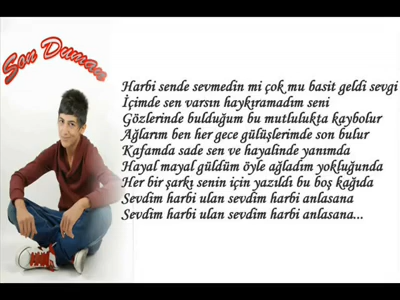 Son Duman
Harbi sende sevmedin mi çok mu basit geldi sevgi
İçimde sen varsın haykıramadım seni
Gözlerinde bulduğum bu mutlulukta kaybolur
Ağlarım ben her gece gülüşlerimde son bulur
Kafamda sade sen ve hayalinde yanımda
Hayal mayal güldüm öyle ağladım yokluğunda
Her bir şarkı senin için yazıldı bu boş kağıda
Sevdim harbi ulan sevdim harbi anlasana
Sevdim harbi ulan sevdim harbi anlasana...